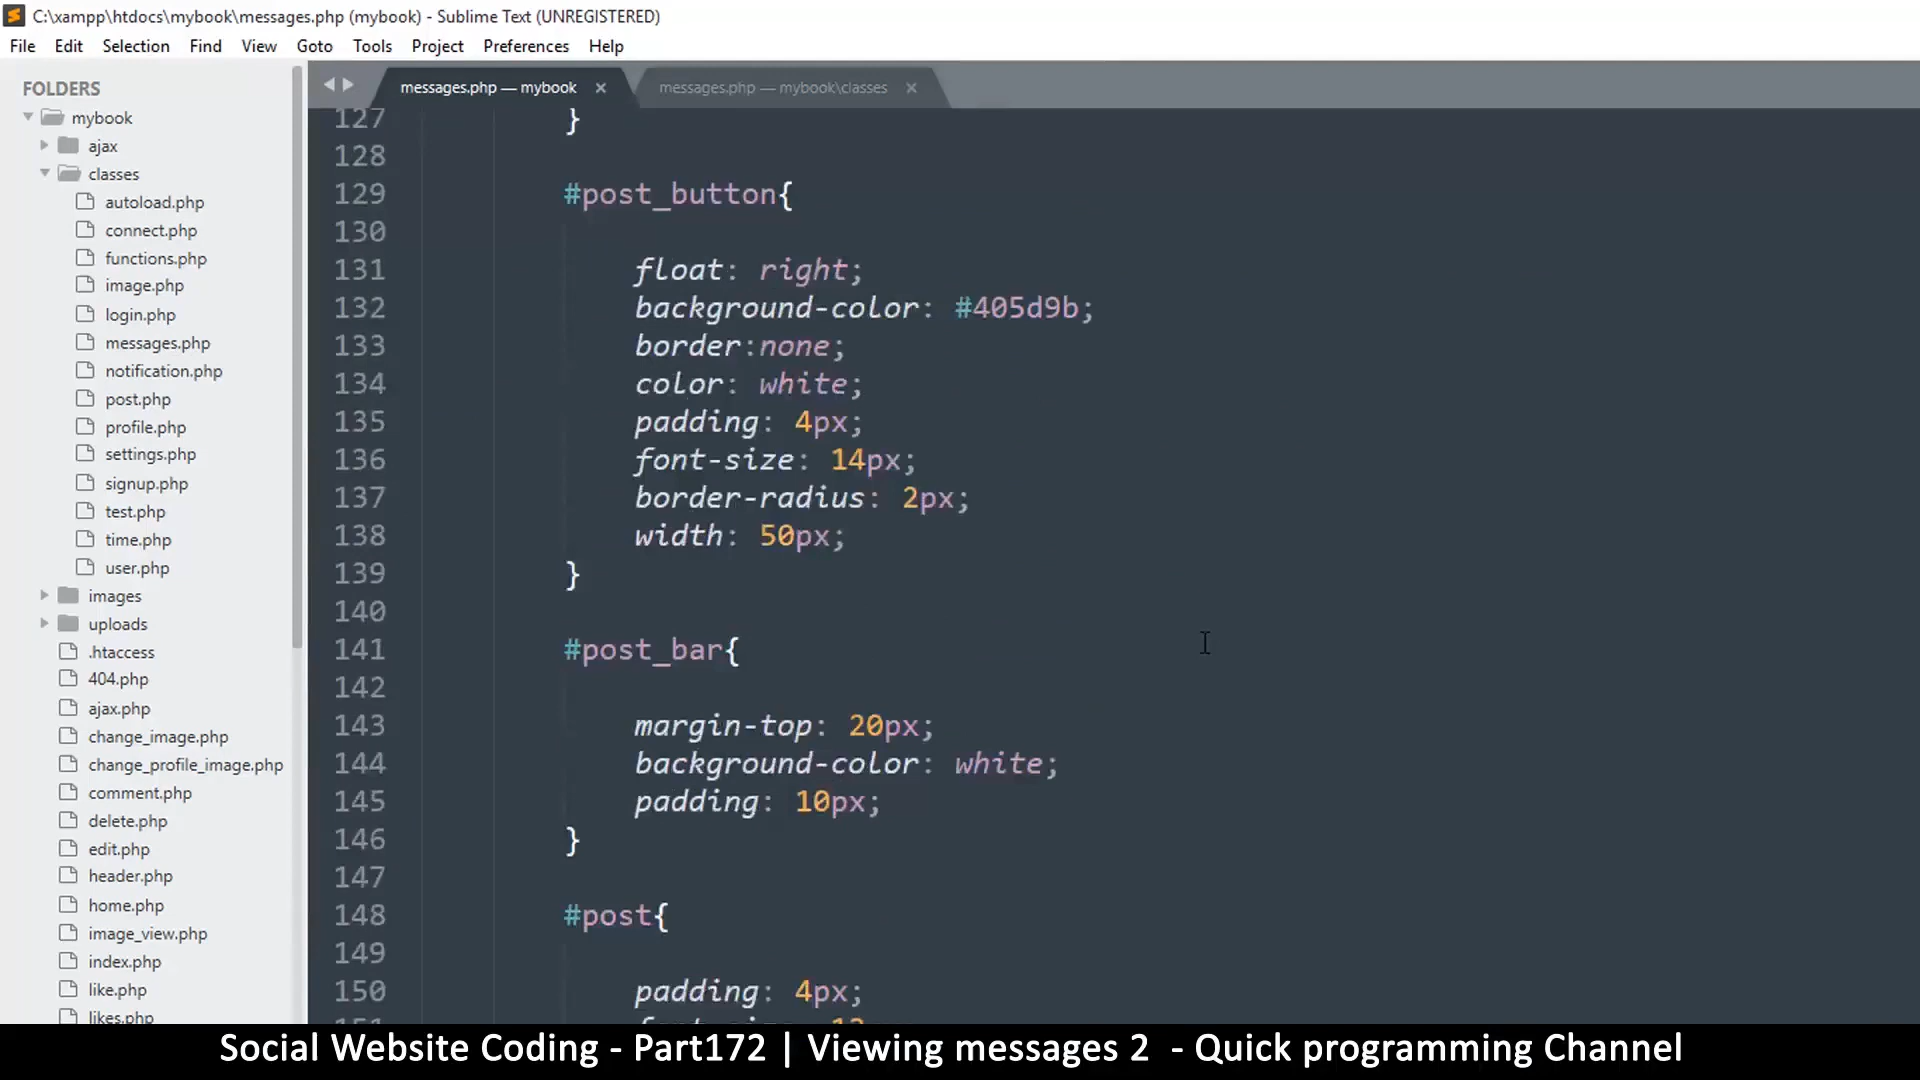 C:\xampp\htdocs\mybook\messages.php (mybook) - Sublime Text (UNREGISTERED)
File Edit Selection Find View Goto Tools Project Preferences Help
FOLDERS
mybook
ajax
classes
autoload.php
connect.php
functions.php
image.php
login.php
messages.php
notification.php
post.php
profile.php
settings.php
signup.php
test.php
time.php
user.php
images
uploads
.htaccess
404.php
ajax.php
change_image.php
change_profile_image.php
comment.php
delete.php
edit.php
header.php
home.php
image_view.php
index.php
like.php
likes.php
messages.php — mybook × messages.php — mybook\classes ×
127 }
128
129 #post_button{
130
131 float: right;
132 background-color: #405d9b;
133 border:none;
134 color: white;
135 padding: 4px;
136 font-size: 14px;
137 border-radius: 2px;
138 width: 50px;
139 }
140
141 #post_bar{
142
143 margin-top: 20px;
144 background-color: white;
145 padding: 10px;
146 }
147
148 #post{
149
150 padding: 4px;
Social Website Coding - Part172 | Viewing messages 2 - Quick programming Channel